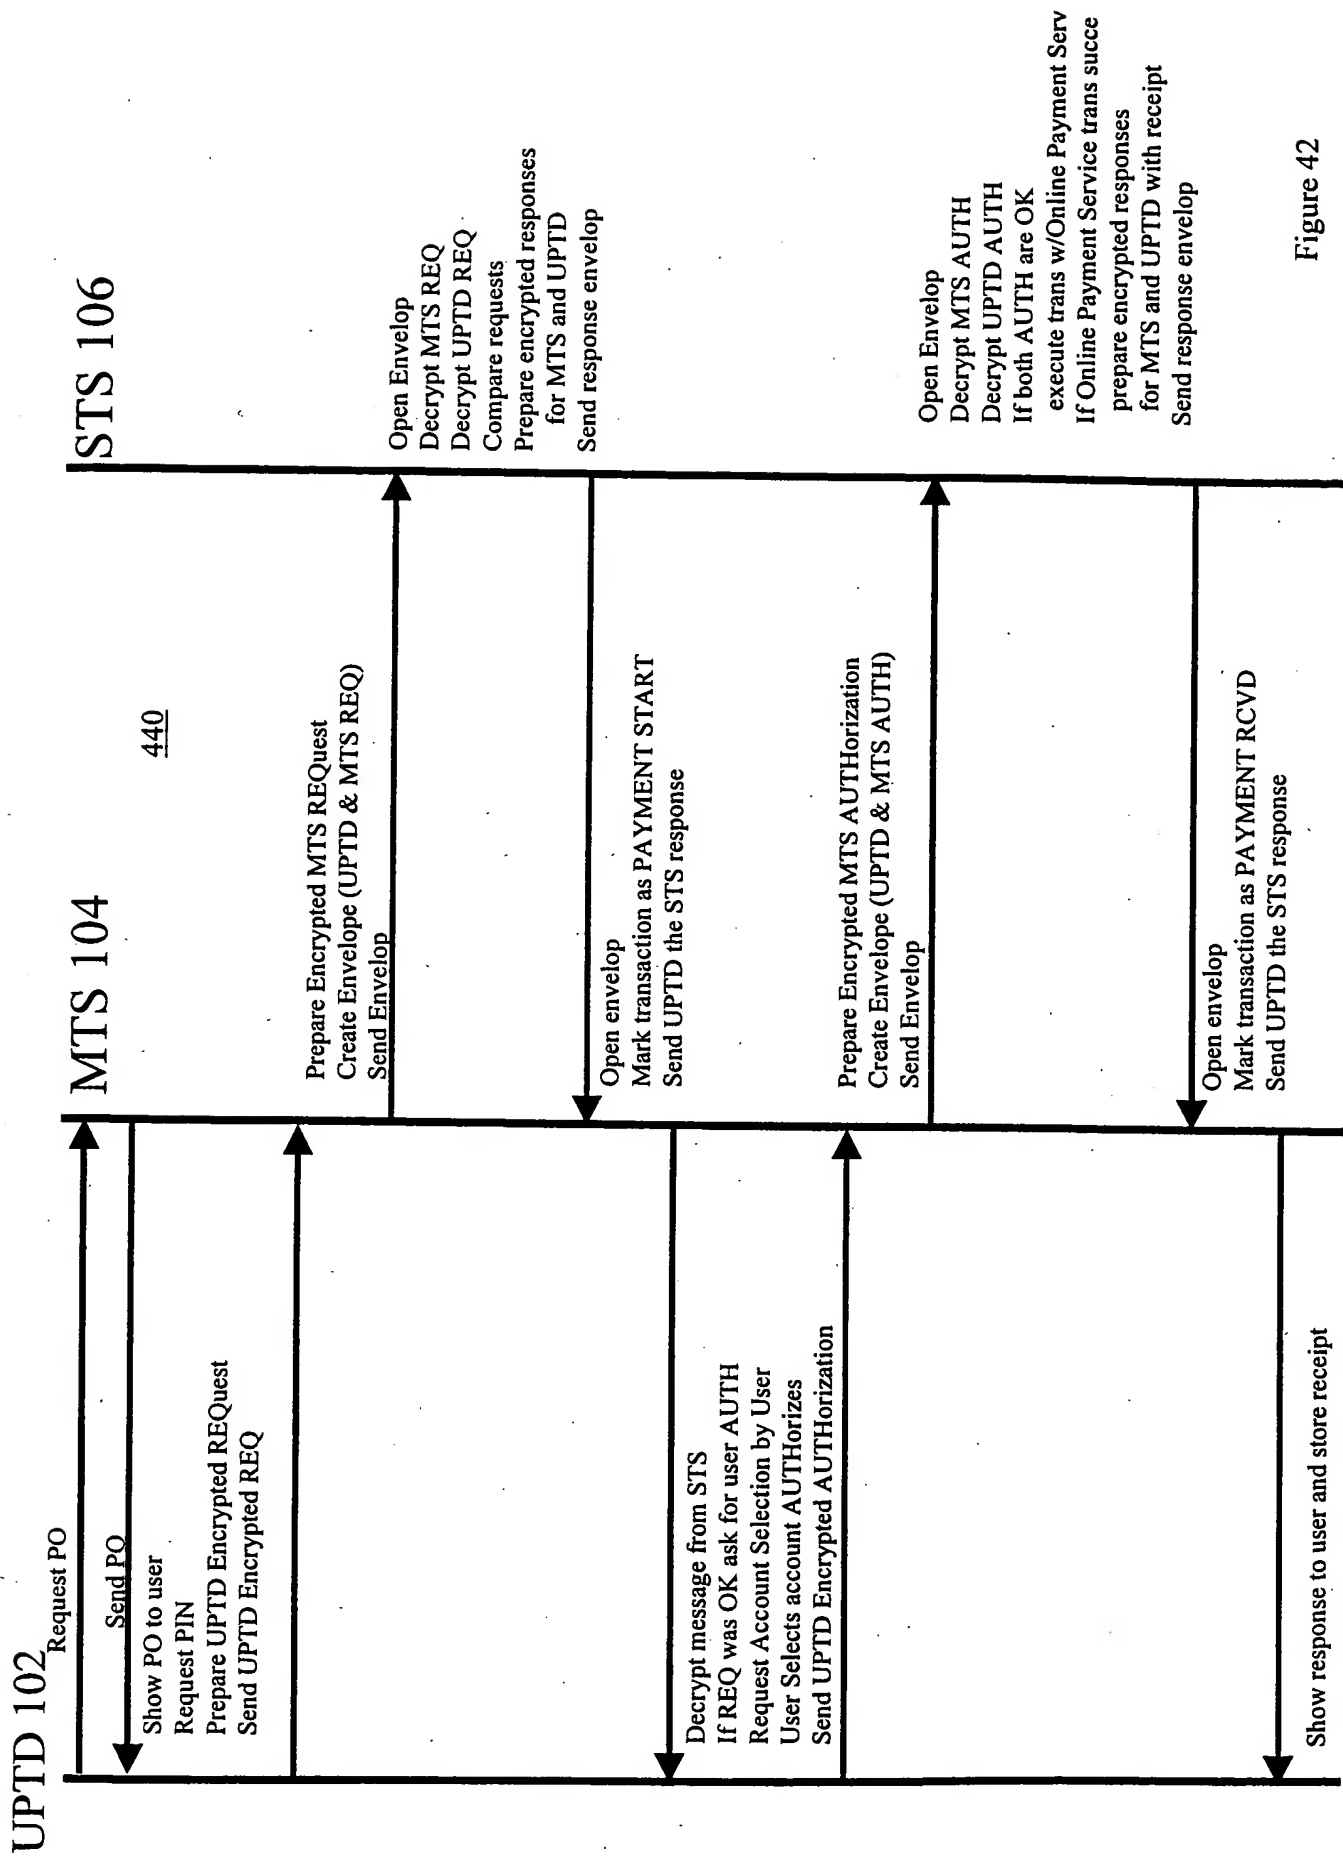 UPTD 102
MTS 104
STS 106
440
Request PO
Send PO
Show PO to user
Request PIN
Prepare UPTD Encrypted REQuest
Send UPTD Encrypted REQ
Prepare Encrypted MTS REQuest
Create Envelope (UPTD & MTS REQ)
Send Envelop
Open Envelop
Decrypt MTS REQ
Decrypt UPTD REQ
Compare requests
Prepare encrypted responses
for MTS and UPTD
Send response envelop
Open envelop
Mark transaction as PAYMENT START
Send UPTD the STS response
Decrypt message from STS
If REQ was OK ask for user AUTH
Request Account Selection by User
User Selects account AUTHorizes
Send UPTD Encrypted AUTHorization
Prepare Encrypted MTS AUTHorization
Create Envelope (UPTD & MTS AUTH)
Send Envelop
Open Envelop
Decrypt MTS AUTH
Decrypt UPTD AUTH
If both AUTH are OK
execute trans w/Online Payment Serv
If Online Payment Service trans succe
prepare encrypted responses
for MTS and UPTD with receipt
Send response envelop
Open envelop
Mark transaction as PAYMENT RCVD
Send UPTD the STS response
Show response to user and store receipt
Figure 42